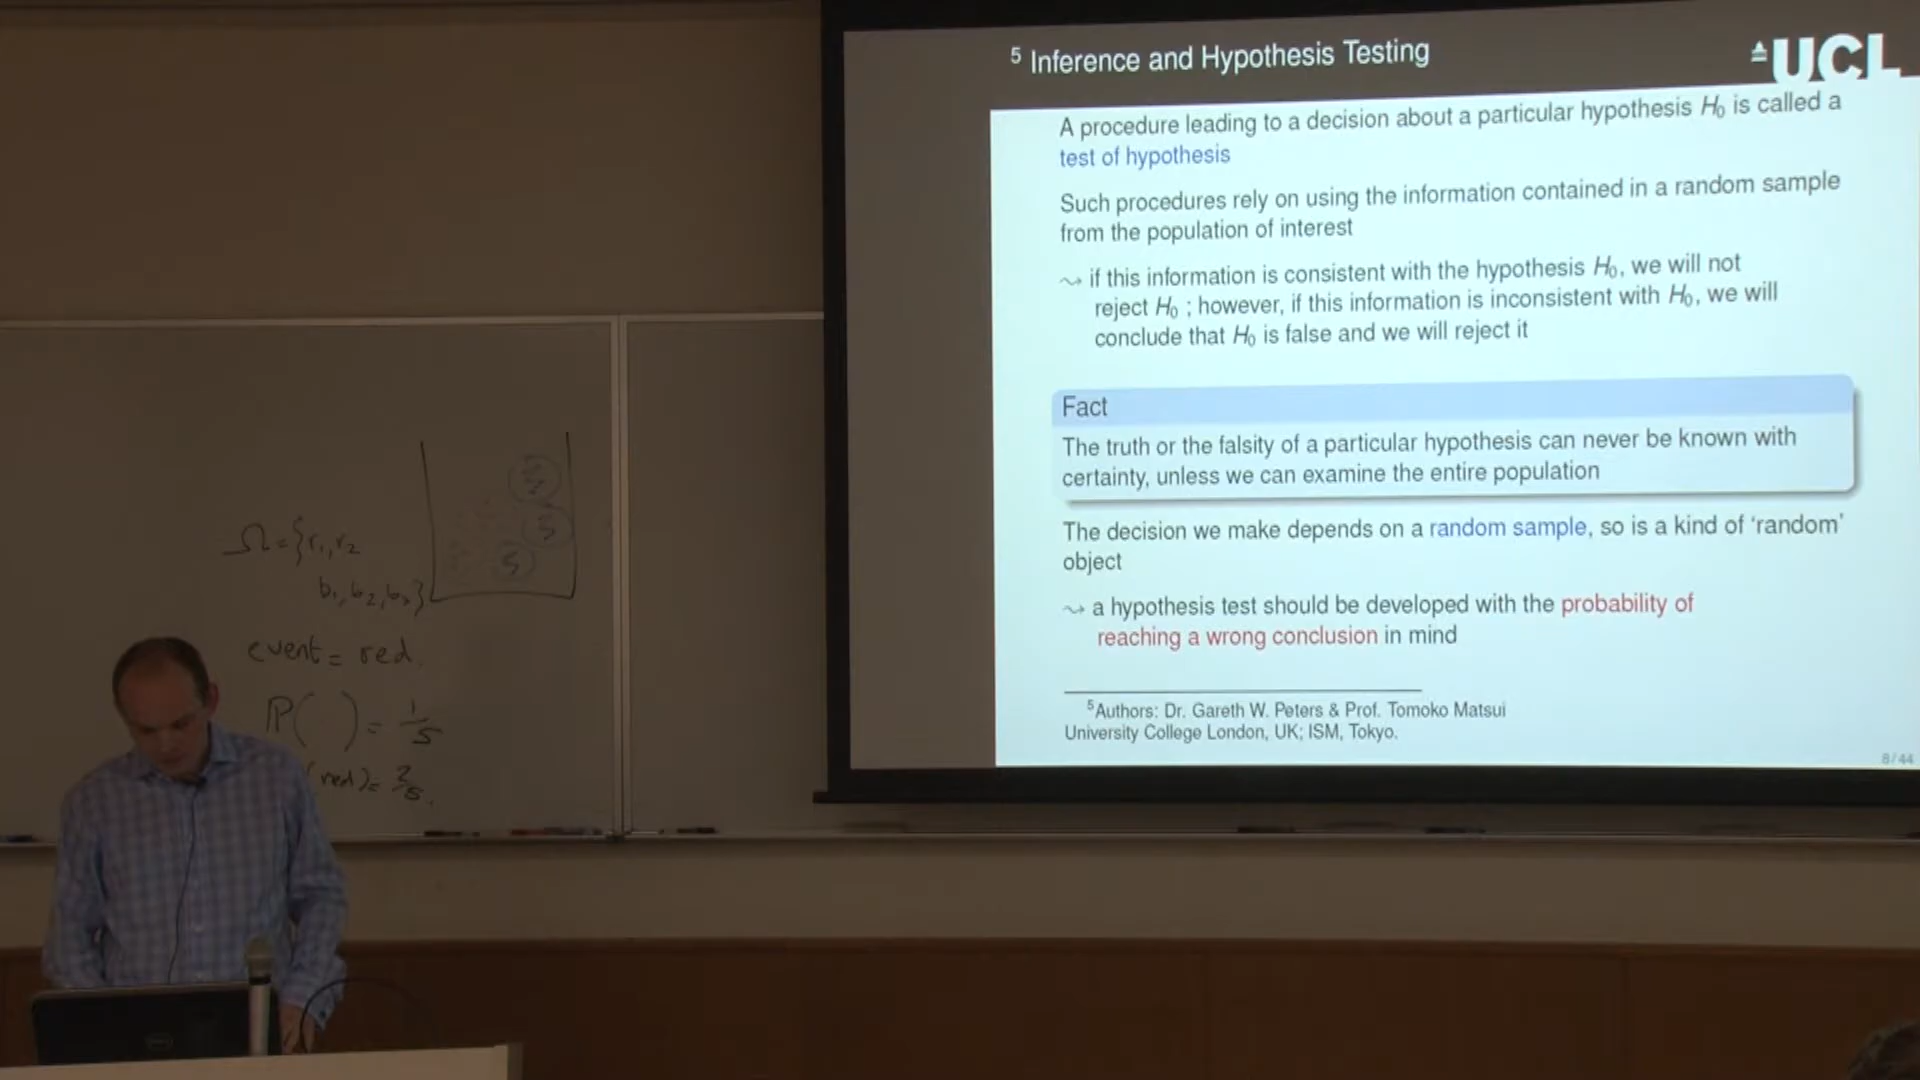 ⁵ Inference and Hypothesis Testing
UCL
A procedure leading to a decision about a particular hypothesis H₀ is called a
test of hypothesis
Such procedures rely on using the information contained in a random sample
from the population of interest
⇝ if this information is consistent with the hypothesis H₀, we will not
reject H₀ ; however, if this information is inconsistent with H₀, we will
conclude that H₀ is false and we will reject it
Fact
The truth or the falsity of a particular hypothesis can never be known with
certainty, unless we can examine the entire population
The decision we make depends on a random sample, so is a kind of ‘random’
object
⇝ a hypothesis test should be developed with the probability of
reaching a wrong conclusion in mind
⁵Authors: Dr. Gareth W. Peters & Prof. Tomoko Matsui
University College London, UK; ISM, Tokyo.
8/44
Ω={r₁,r₂
b₁,b₂,b₃}
event = red.
P( ) = 1/5
(red)= 2/5.